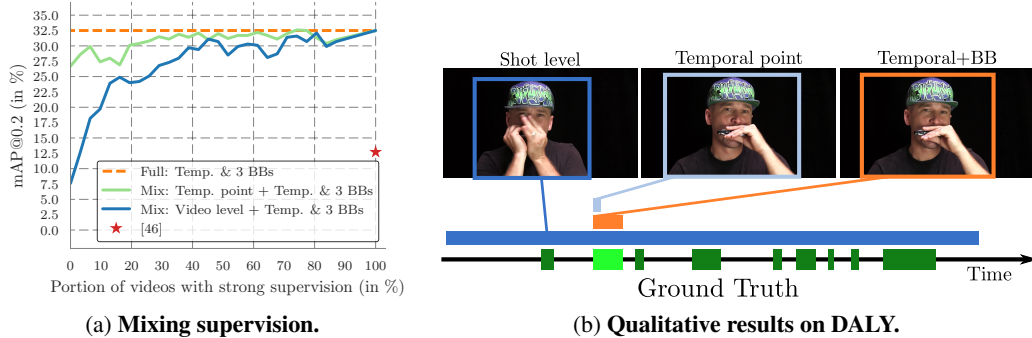 35.0
32.5
30.0
27.5
25.0
22.5
20.0
17.5
15.0
12.5
10.0
7.5
5.0
2.5
0.0
mAP@0.2 (in %)
Full: Temp. & 3 BBs
Mix: Temp. point + Temp. & 3 BBs
Mix: Video level + Temp. & 3 BBs
[46]
0 10 20 30 40 50 60 70 80 90 100
Portion of videos with strong supervision (in %)
(a) Mixing supervision.
Shot level
Temporal point
Temporal+BB
Time
Ground Truth
(b) Qualitative results on DALY.